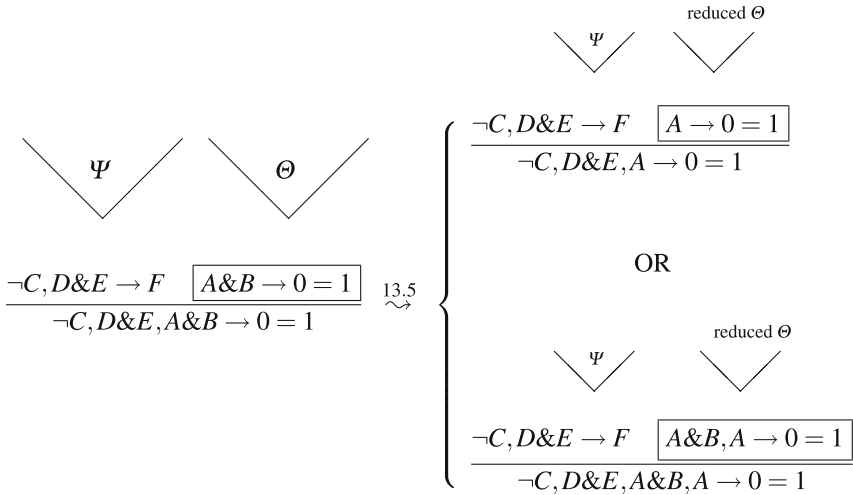 Ψ Θ
¬C, D&E → F A&B → 0 = 1
¬C, D&E, A&B → 0 = 1
13.5
⇝
reduced Θ
Ψ
¬C, D&E → F A → 0 = 1
¬C, D&E, A → 0 = 1
OR
reduced Θ
Ψ
¬C, D&E → F A&B, A → 0 = 1
¬C, D&E, A&B, A → 0 = 1